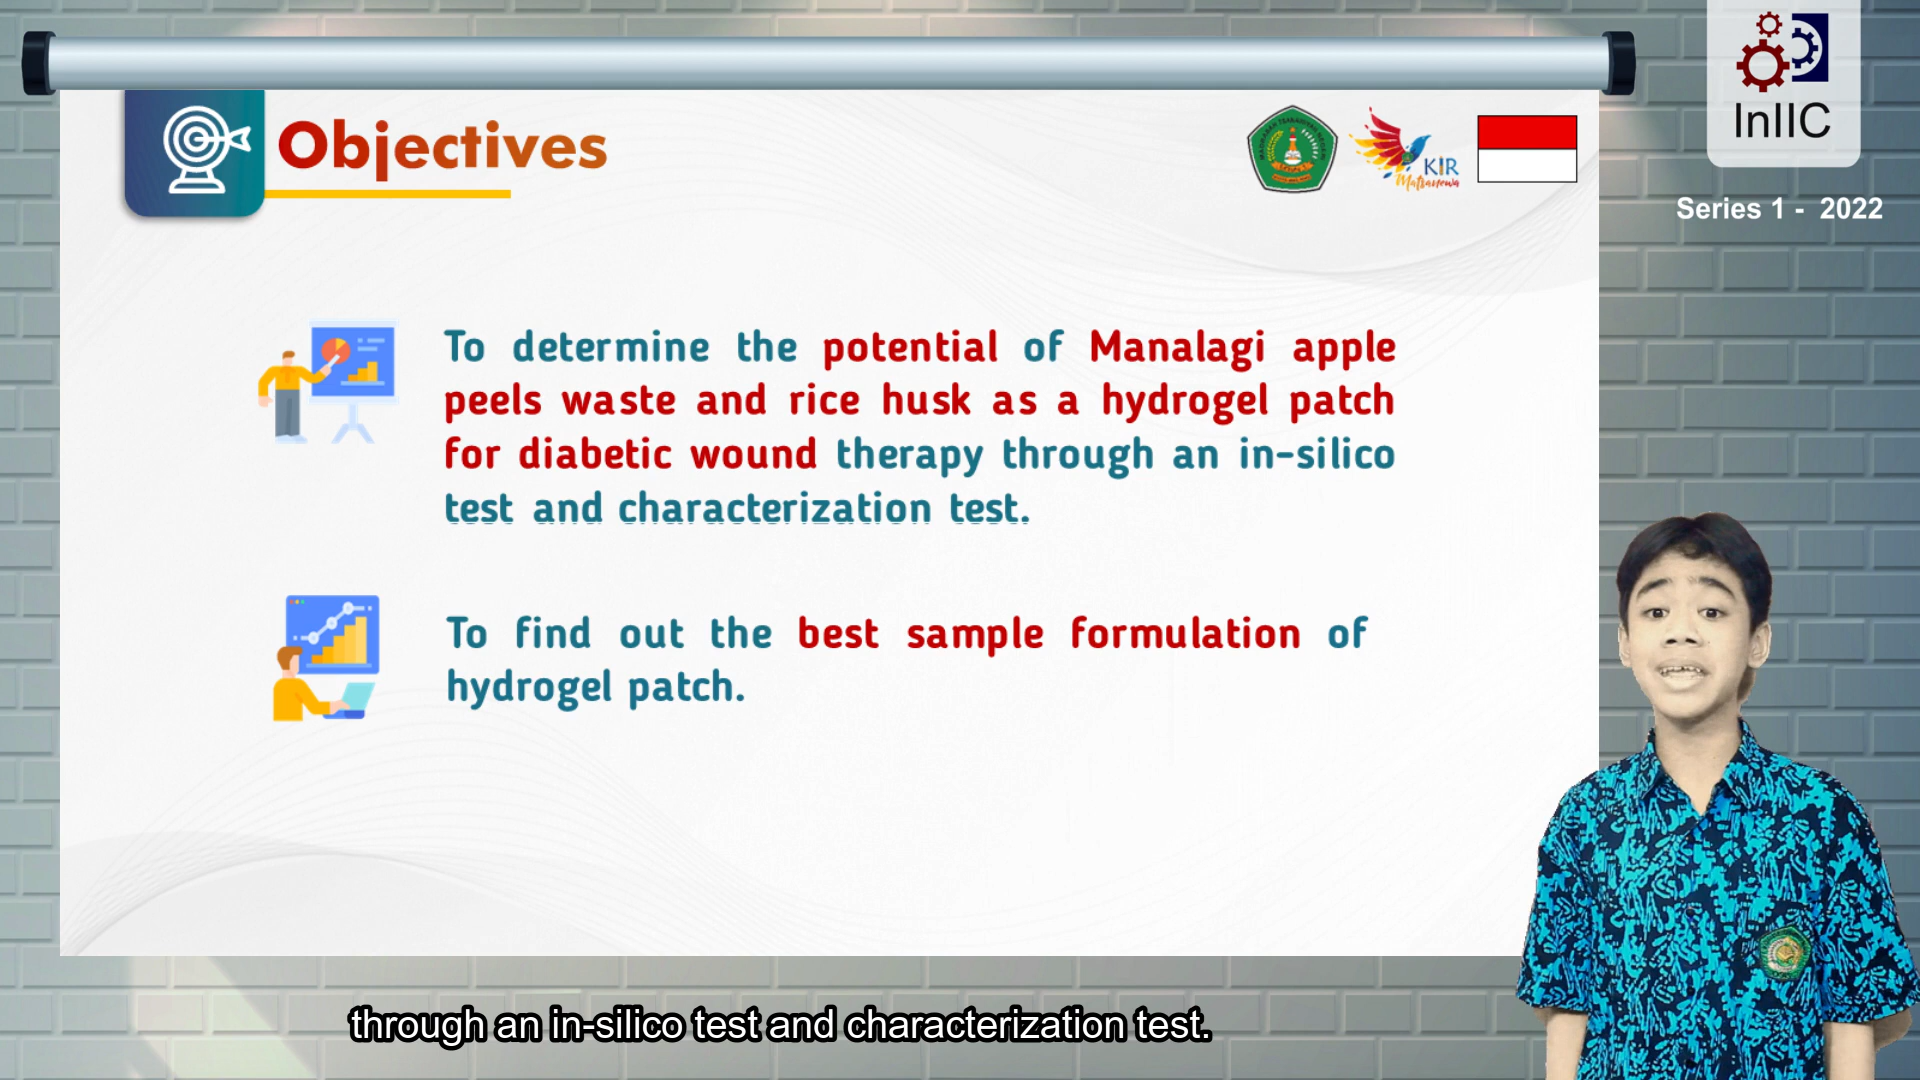 InIIC
Series 1 - 2022
Objectives
KIR
Matsanewa
To determine the potential of Manalagi apple
peels waste and rice husk as a hydrogel patch
for diabetic wound therapy through an in-silico
test and characterization test.
To find out the best sample formulation of
hydrogel patch.
through an in-silico test and characterization test.